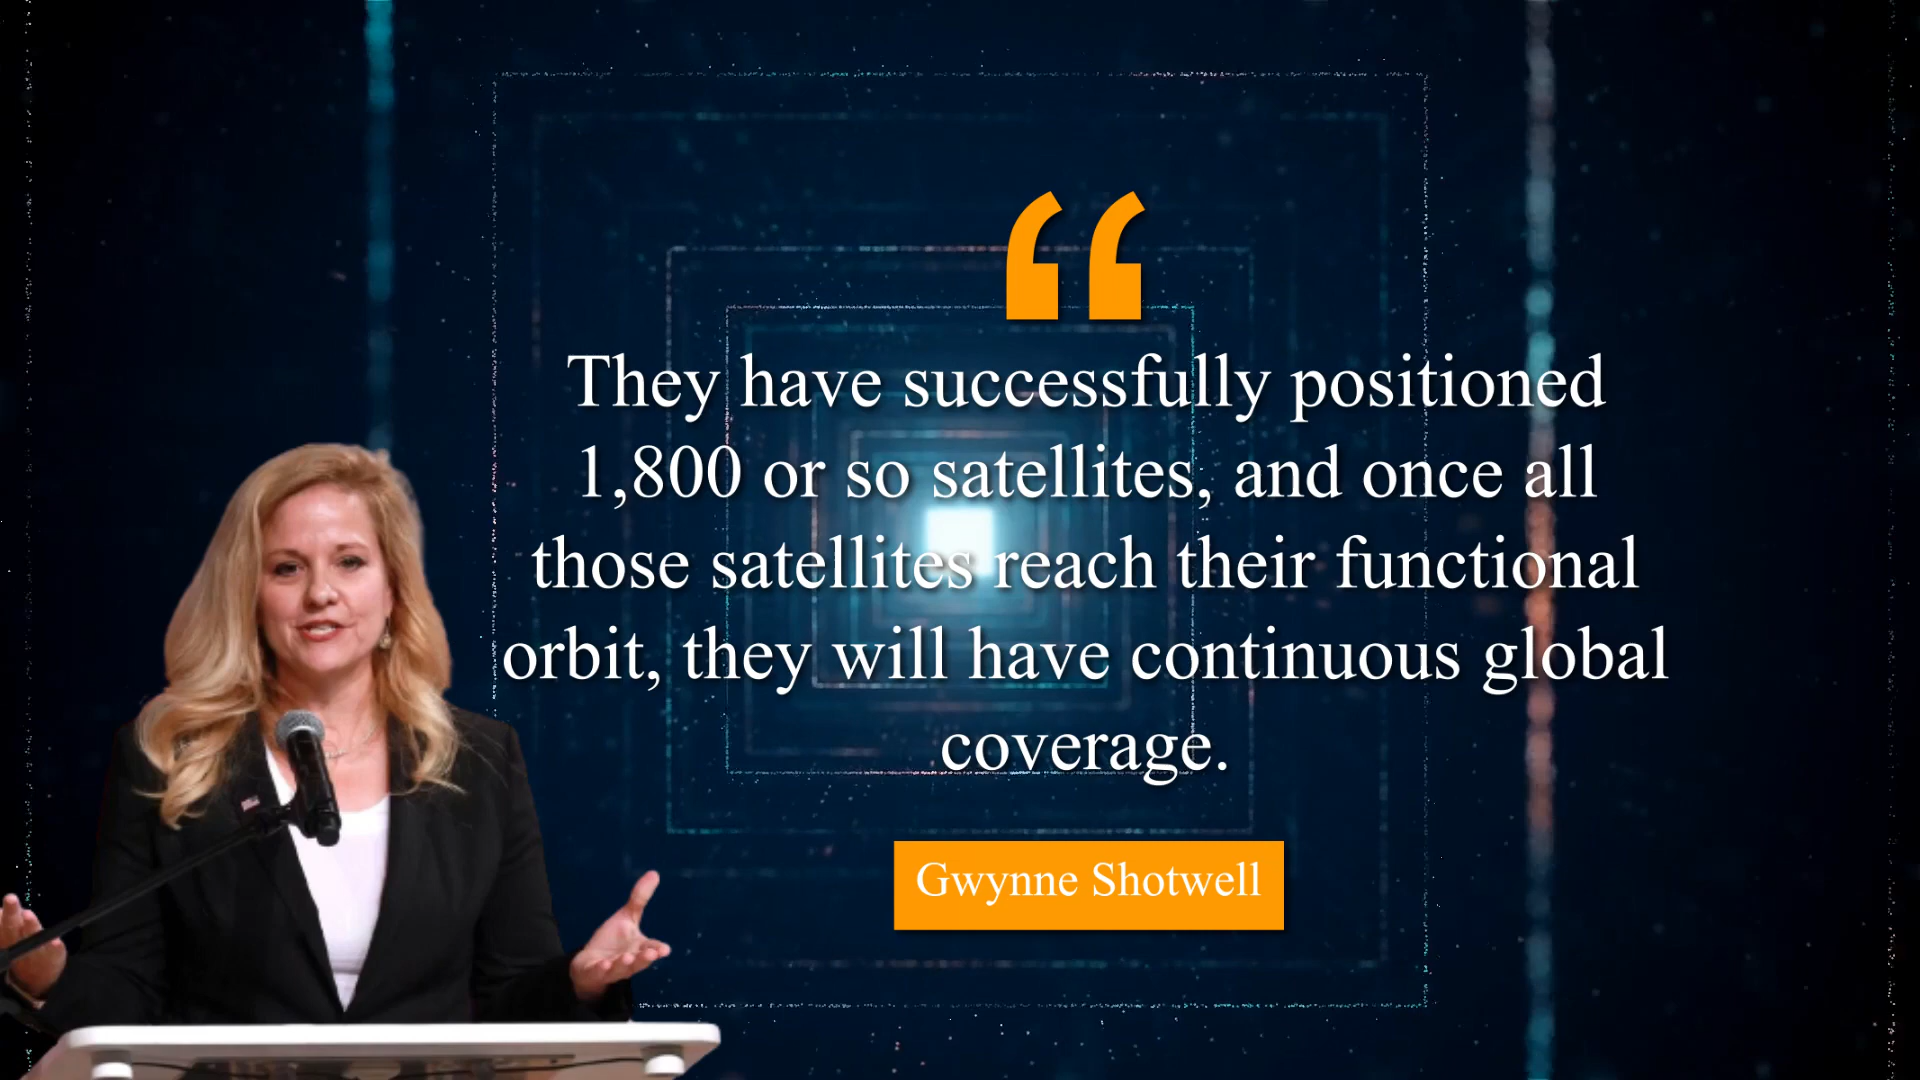 “
They have successfully positioned
1,800 or so satellites, and once all
those satellites reach their functional
orbit, they will have continuous global
coverage.
Gwynne Shotwell